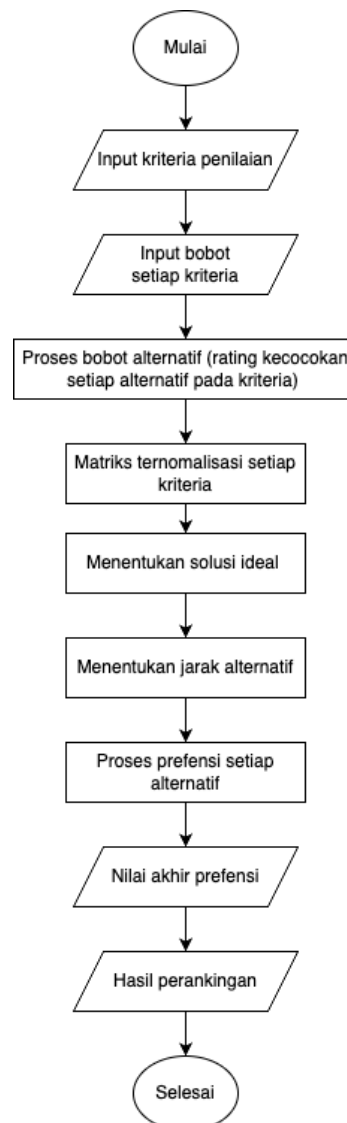 Mulai
Input kriteria penilaian
Input bobot
setiap kriteria
Proses bobot alternatif (rating kecocokan
setiap alternatif pada kriteria)
Matriks ternomalisasi setiap
kriteria
Menentukan solusi ideal
Menentukan jarak alternatif
Proses prefensi setiap
alternatif
Nilai akhir prefensi
Hasil perankingan
Selesai